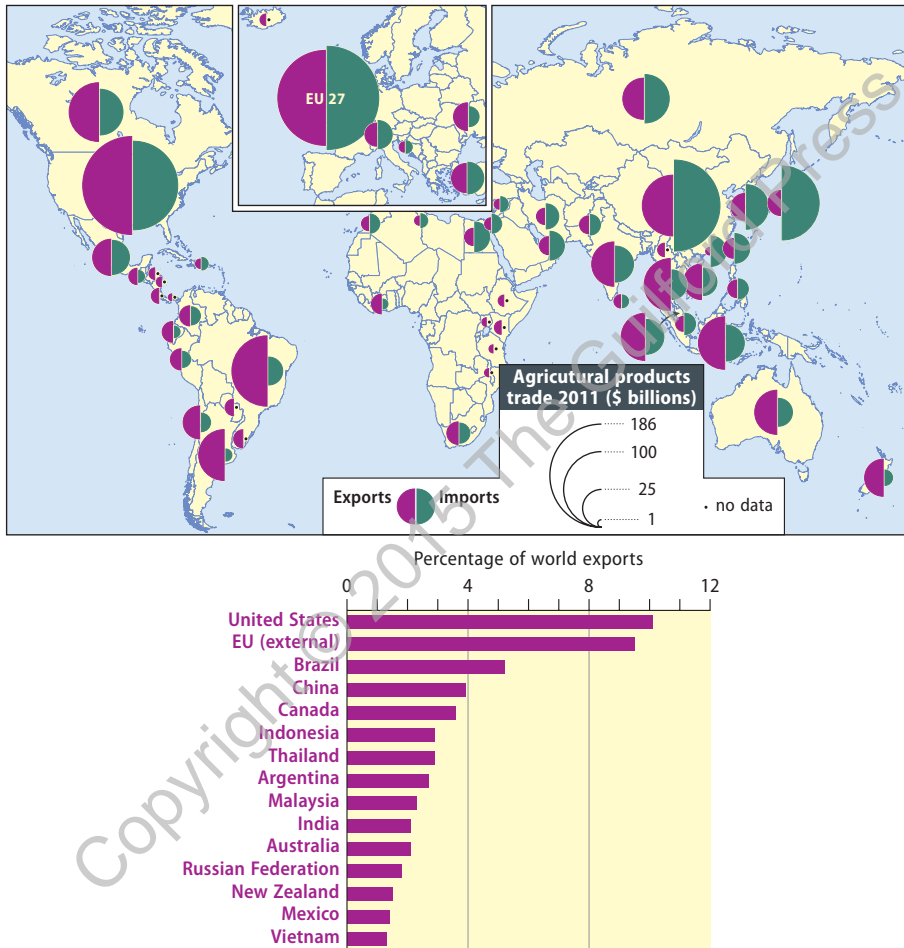 EU 27
Agricutural products
trade 2011 ($ billions)
186
100
25
1
Exports
Imports
no data
Percentage of world exports
0 4 8 12
United States
EU (external)
Brazil
China
Canada
Indonesia
Thailand
Argentina
Malaysia
India
Australia
Russian Federation
New Zealand
Mexico
Vietnam
Copyright © 2015 The Guilford Press